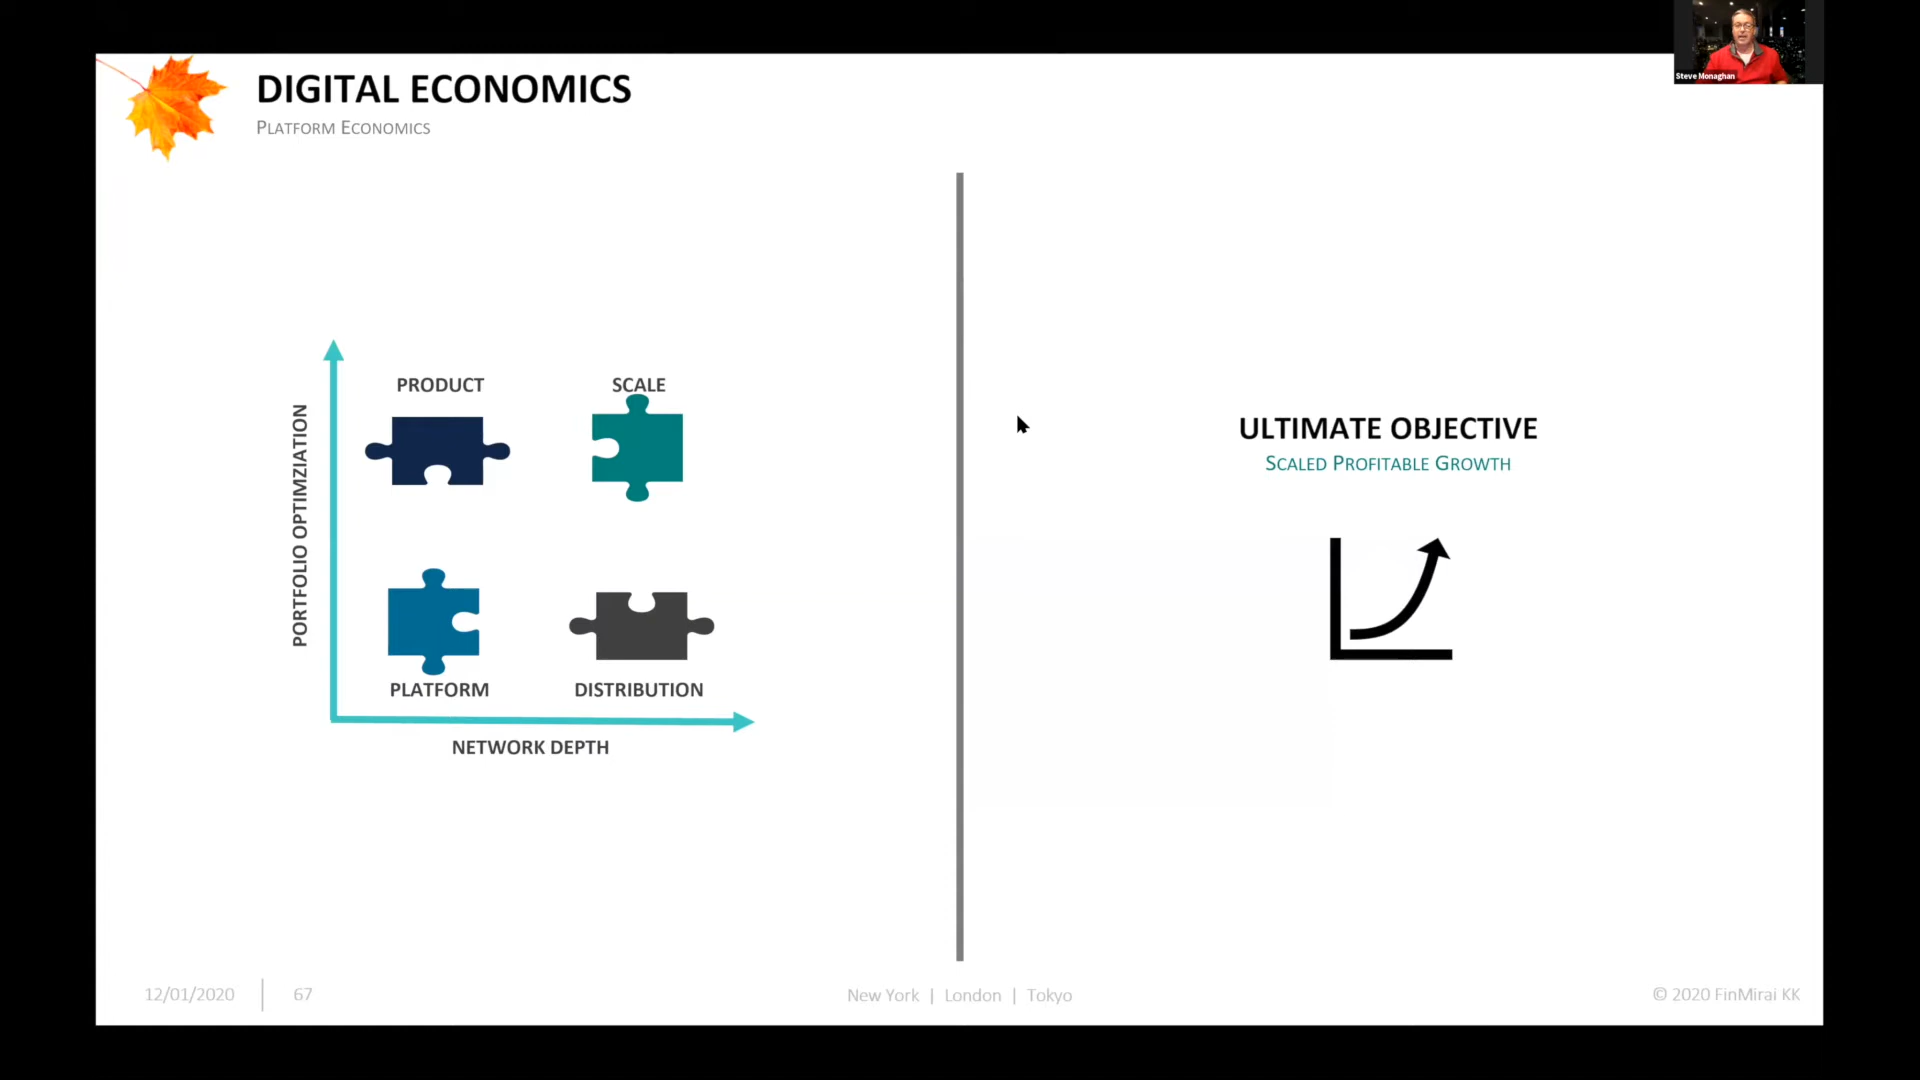 Steve Monaghan
DIGITAL ECONOMICS
Platform Economics
PORTFOLIO OPTIMZIATION
PRODUCT
SCALE
PLATFORM
DISTRIBUTION
NETWORK DEPTH
ULTIMATE OBJECTIVE
Scaled Profitable Growth
12/01/2020
67
New York | London | Tokyo
© 2020 FinMirai KK